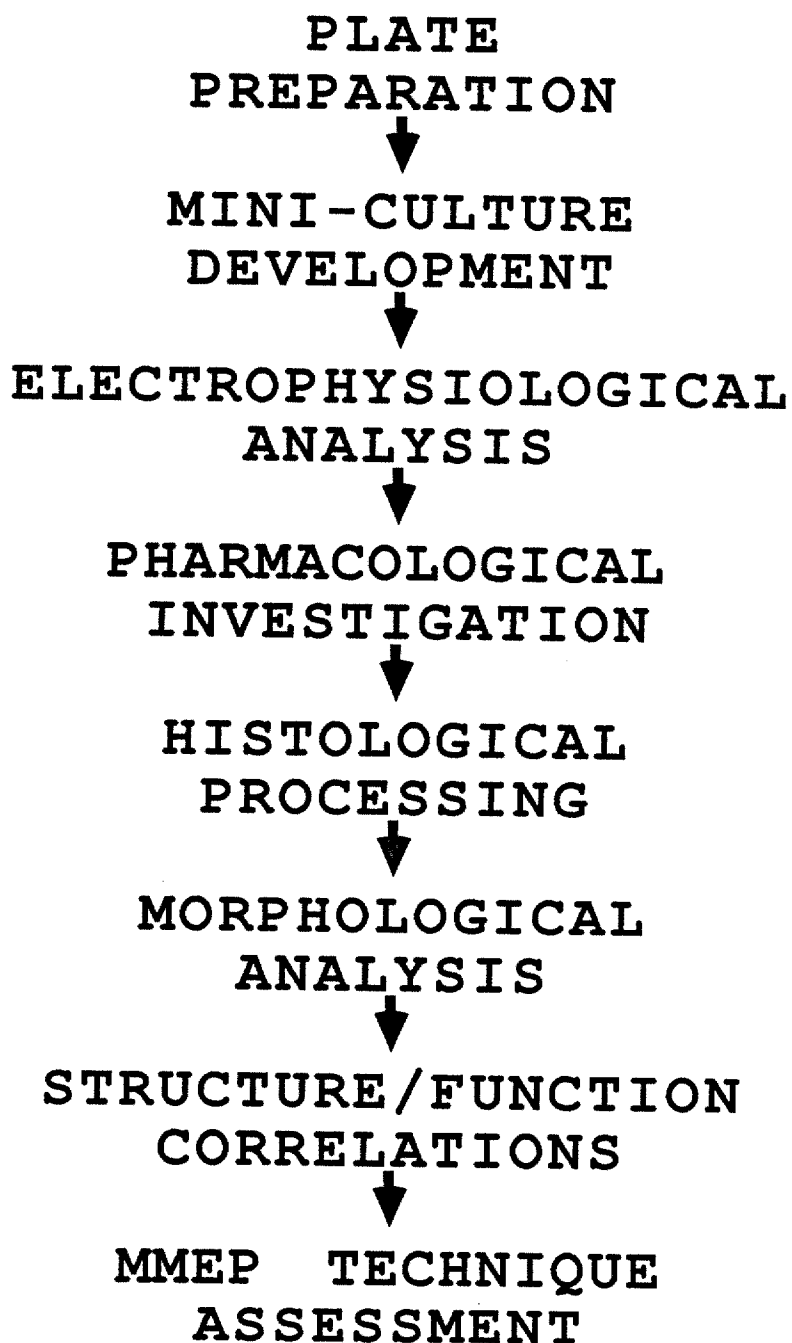 PLATE
PREPARATION
MINI-CULTURE
DEVELOPMENT
ELECTROPHYSIOLOGICAL
ANALYSIS
PHARMACOLOGICAL
INVESTIGATION
HISTOLOGICAL
PROCESSING
MORPHOLOGICAL
ANALYSIS
STRUCTURE/FUNCTION
CORRELATIONS
MMEP TECHNIQUE
ASSESSMENT